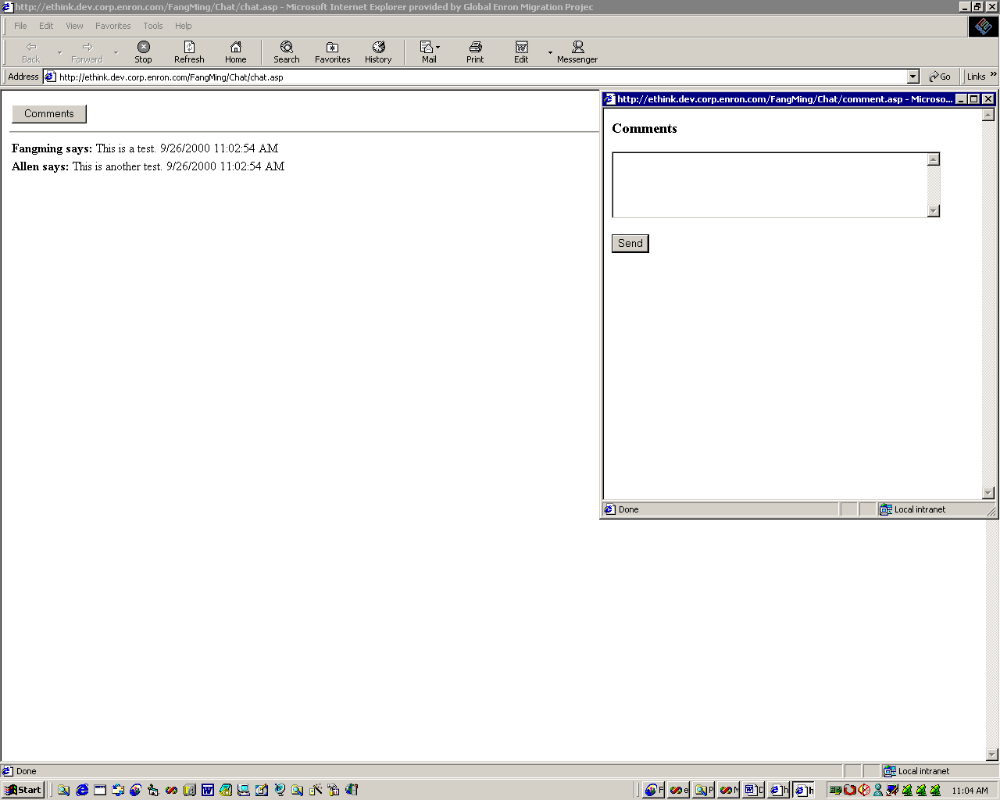 http://ethink.dev.corp.enron.com/FangMing/Chat/chat.asp - Microsoft Internet Explorer provided by Global Enron Migration Projec
File Edit View Favorites Tools Help
Back Forward Stop Refresh Home Search Favorites History Mail Print Edit Messenger
Address http://ethink.dev.corp.enron.com/FangMing/Chat/chat.asp Go Links »
Comments
Fangming says: This is a test. 9/26/2000 11:02:54 AM
Allen says: This is another test. 9/26/2000 11:02:54 AM
http://ethink.dev.corp.enron.com/FangMing/Chat/comment.asp - Microso...
Comments
Send
Done Local intranet
Done Local intranet
Start F e P M D h h 11:04 AM